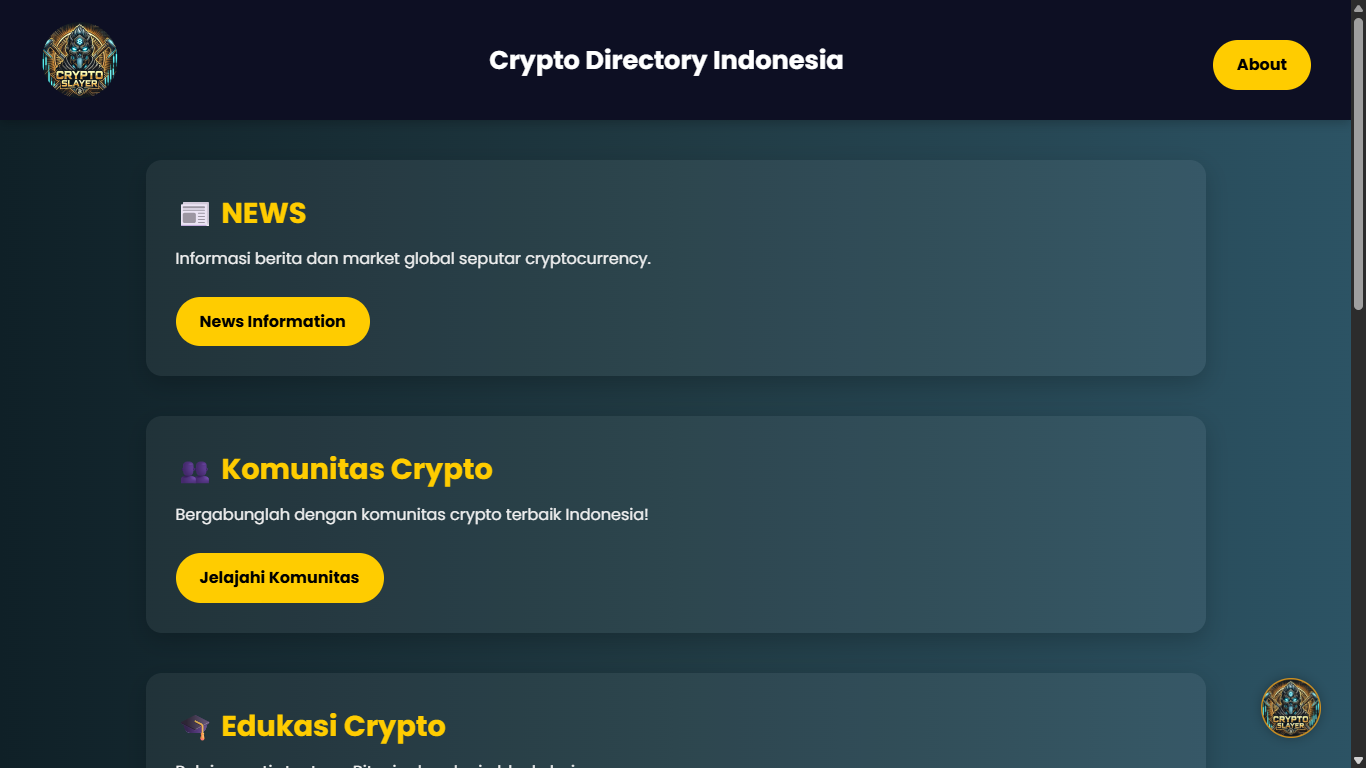 CRYPTO
SLAYER
Crypto Directory Indonesia
About
NEWS
Informasi berita dan market global seputar cryptocurrency.
News Information
Komunitas Crypto
Bergabunglah dengan komunitas crypto terbaik Indonesia!
Jelajahi Komunitas
Edukasi Crypto
CRYPTO
SLAYER